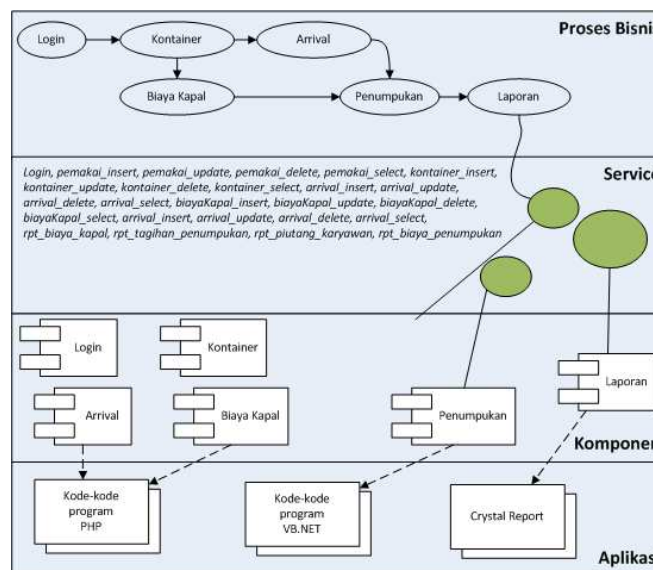 Proses Bisni
Login
Kontainer
Arrival
Biaya Kapal
Penumpukan
Laporan
Service
Login, pemakai_insert, pemakai_update, pemakai_delete, pemakai_select, kontainer_insert,
kontainer_update, kontainer_delete, kontainer_select, arrival_insert, arrival_update,
arrival_delete, arrival_select, biayaKapal_insert, biayaKapal_update, biayaKapal_delete,
biayaKapal_select, arrival_insert, arrival_update, arrival_delete, arrival_select,
rpt_biaya_kapal, rpt_tagihan_penumpukan, rpt_piutang_karyawan, rpt_biaya_penumpukan
Login
Kontainer
Laporan
Arrival
Biaya Kapal
Penumpukan
Komponen
Kode-kode
program
PHP
Kode-kode
program
VB.NET
Crystal Report
Aplikas